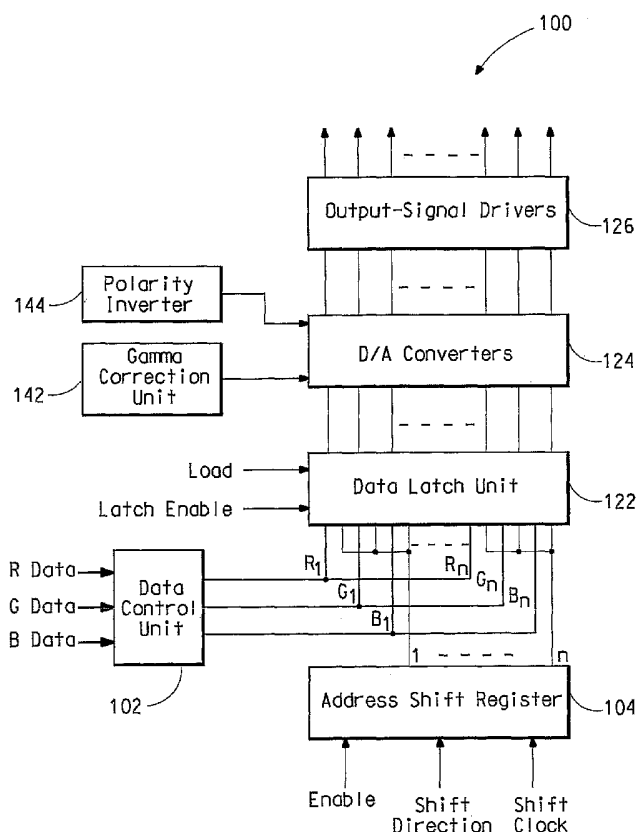 100
Output-Signal Drivers
126
Polarity
Inverter
144
D/A Converters
124
Gamma
Correction
Unit
142
Load
Latch Enable
Data Latch Unit
122
R Data
G Data
B Data
Data
Control
Unit
102
R1
G1
B1
Rn
Gn
Bn
1
n
Address Shift Register
104
Enable
Shift
Direction
Shift
Clock